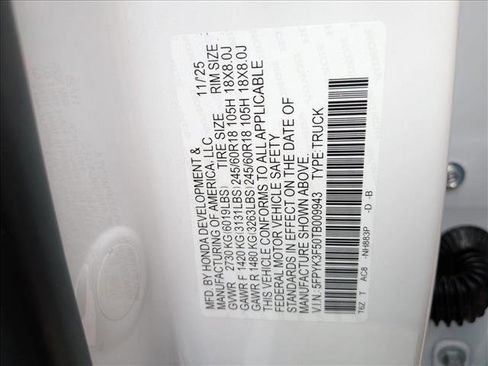 MFD. BY HONDA DEVELOPMENT & 11/25
MANUFACTURING OF AMERICA, LLC
TIRE SIZE RIM SIZE
GVWR 2730 KG(6019LBS)
GAWR F 1420 KG(3131LBS) 245/60R18 105H 18X8.0J
GAWR R 1480 KG(3263LBS) 245/60R18 105H 18X8.0J
THIS VEHICLE CONFORMS TO ALL APPLICABLE
FEDERAL MOTOR VEHICLE SAFETY
STANDARDS IN EFFECT ON THE DATE OF
MANUFACTURE SHOWN ABOVE.
V.I.N.:5FPYK3F50TB009943 TYPE:TRUCK
T6Z T AC8 -NH883P -D -B